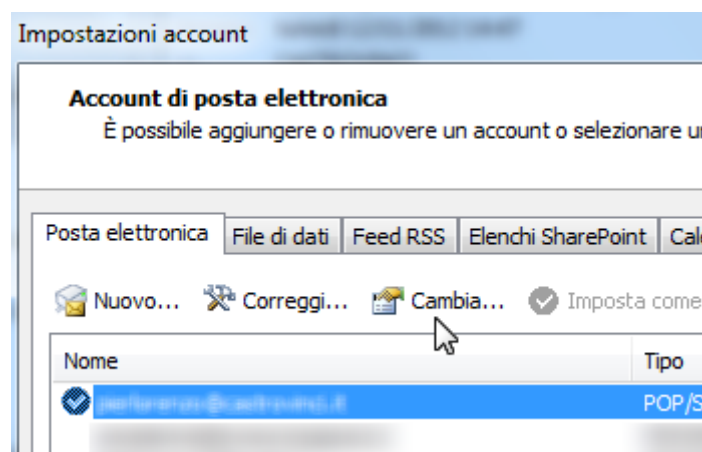 Impostazioni account
Account di posta elettronica
È possibile aggiungere o rimuovere un account o selezionare
Posta elettronica File di dati Feed RSS Elenchi SharePoint
Nuovo... Correggi... Cambia... Imposta come
Nome Tipo
POP/S